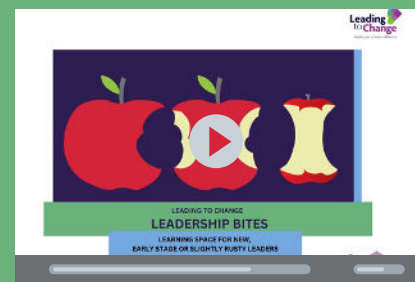 Leading
to Change
LEADING TO CHANGE
LEADERSHIP BITES
LEARNING SPACE FOR NEW,
EARLY STAGE OR SLIGHTLY RUSTY LEADERS